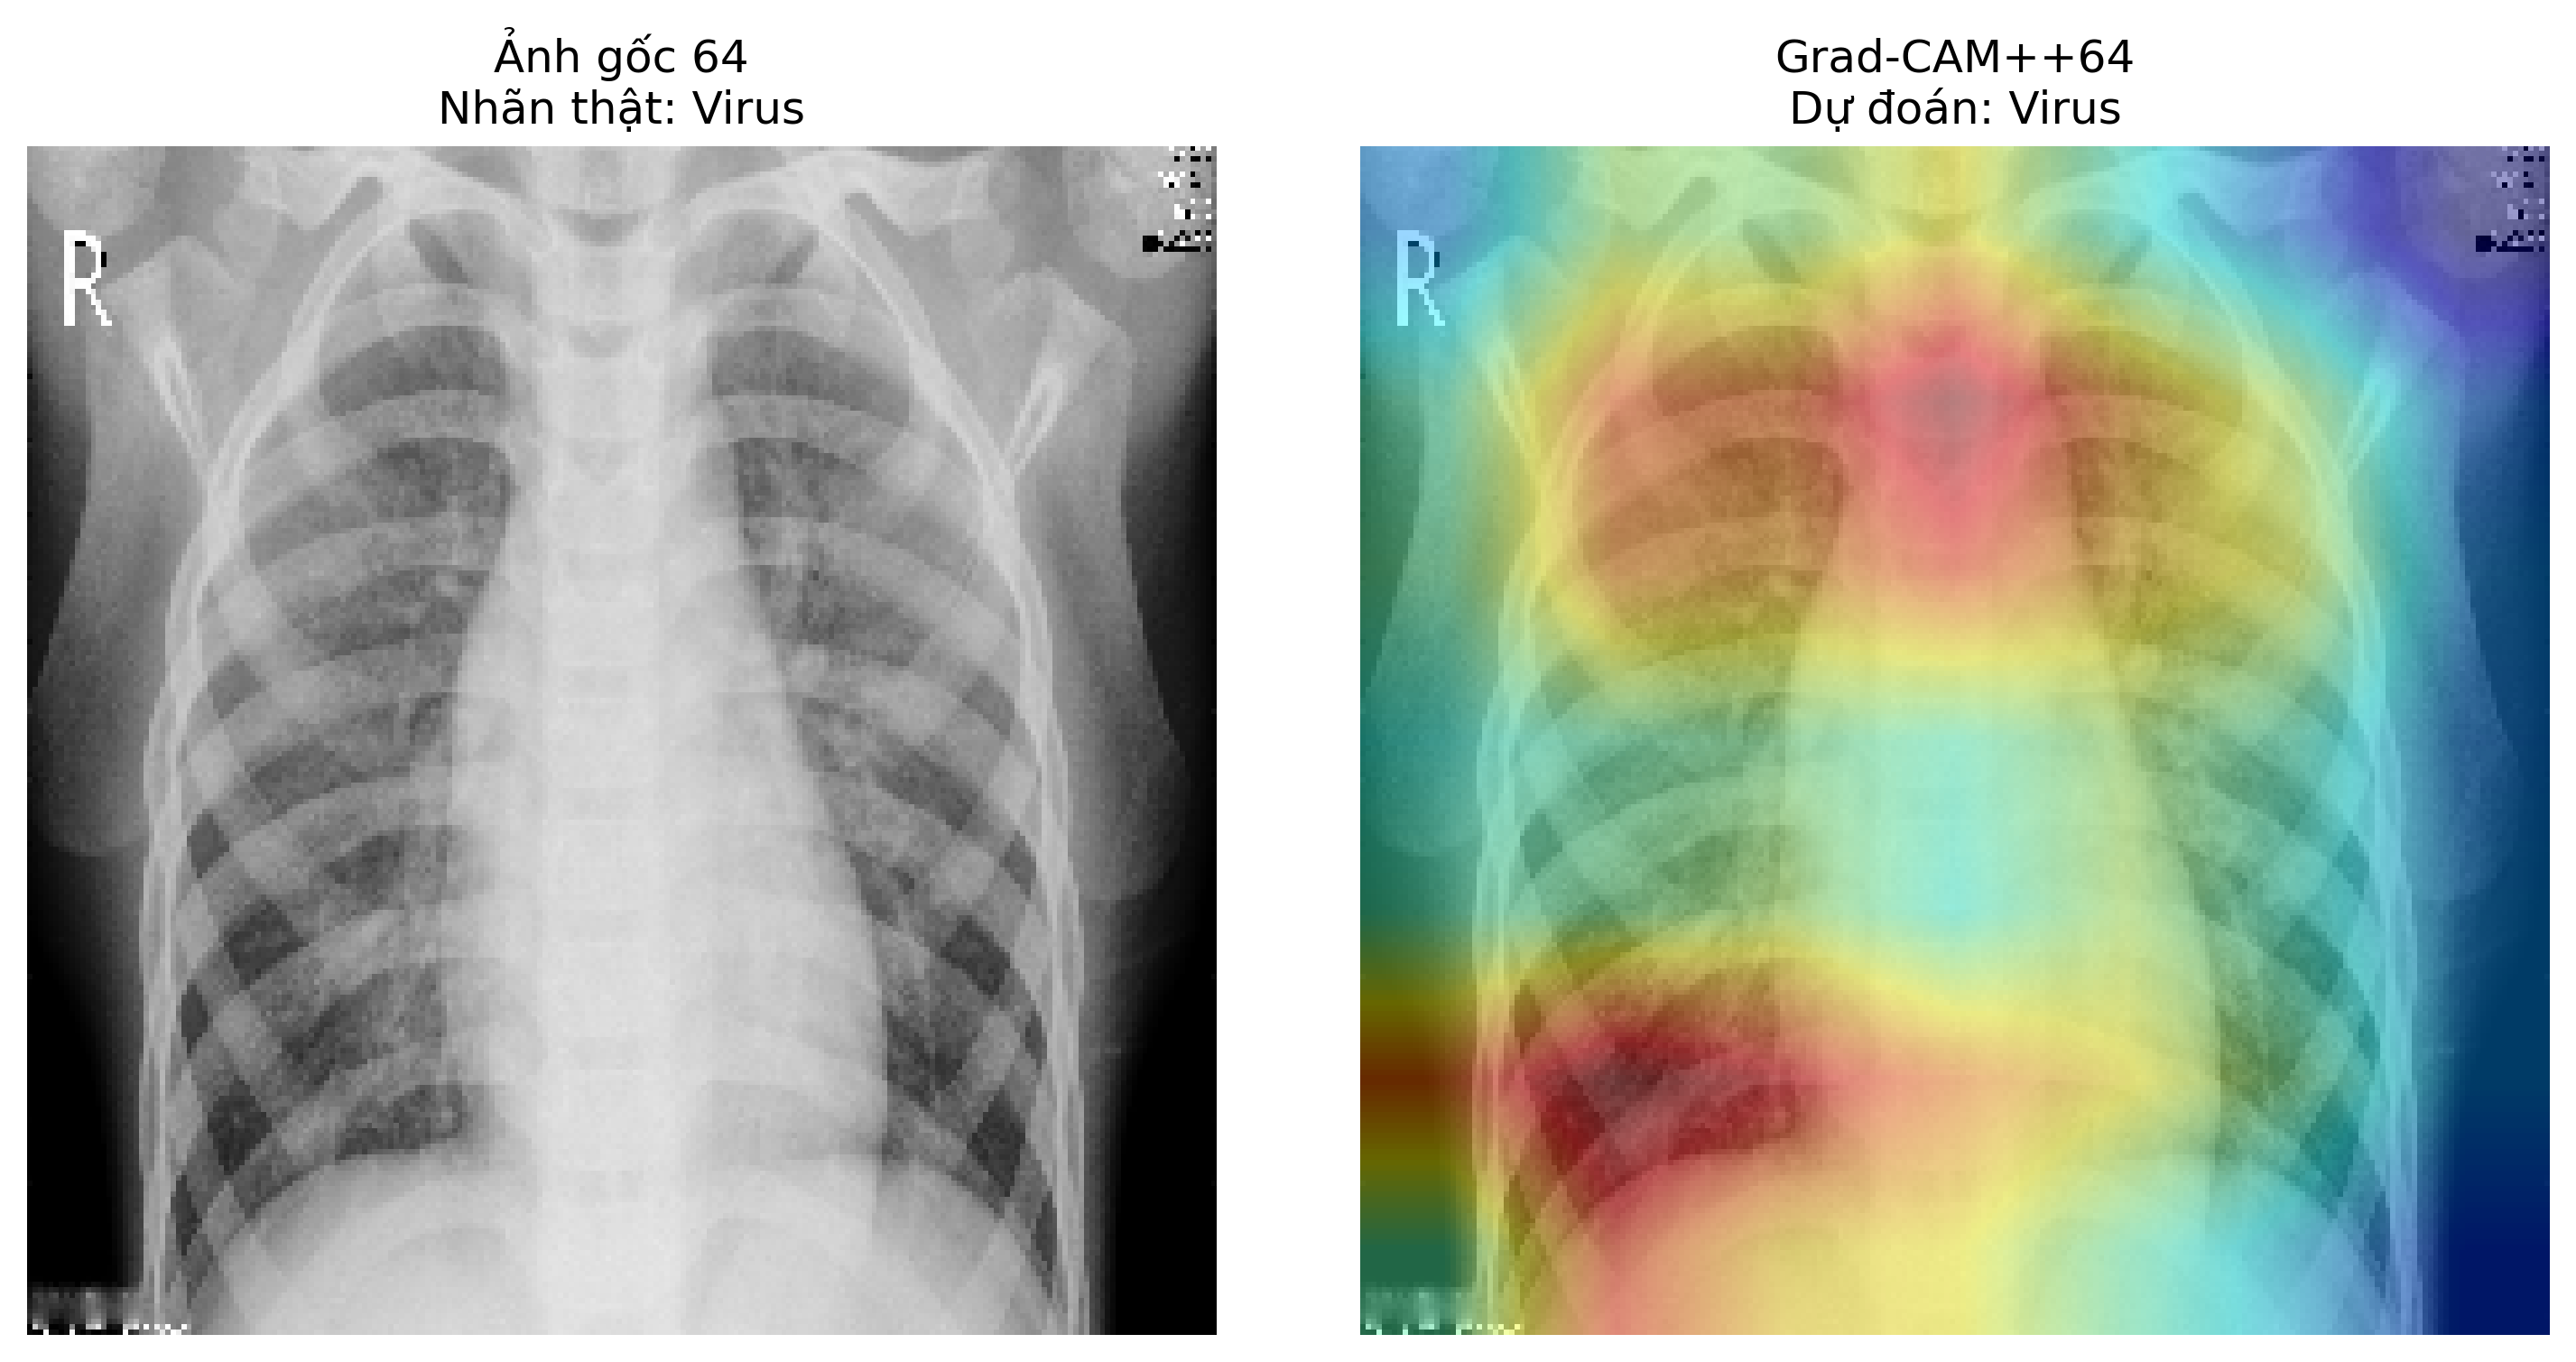 Ảnh gốc 64
Nhãn thật: Virus
Grad-CAM++64
Dự đoán: Virus
R
R